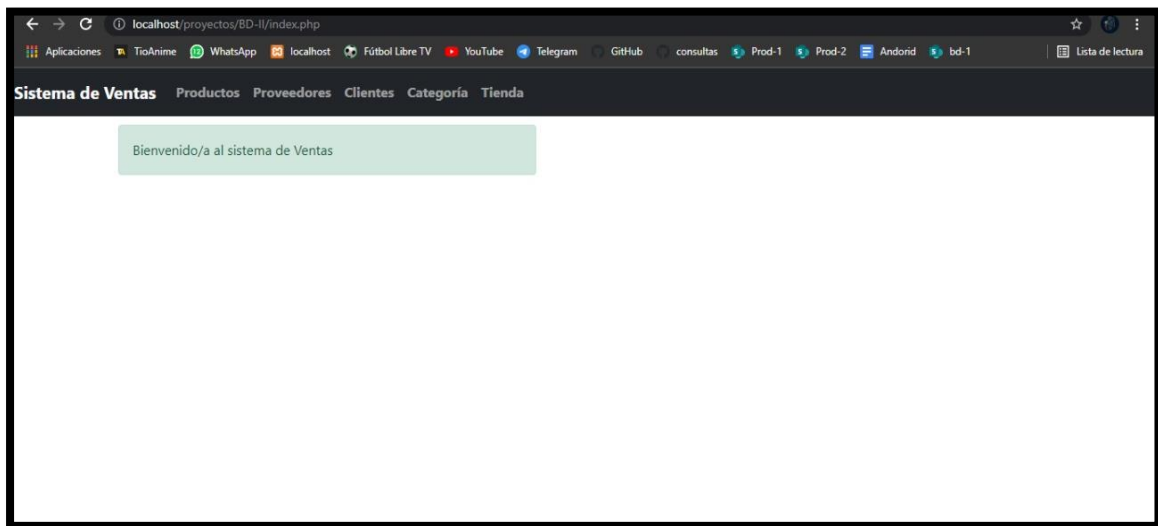 localhost/proyectos/BD-II/index.php
Aplicaciones TioAnime WhatsApp localhost Fútbol Libre TV YouTube Telegram GitHub consultas Prod-1 Prod-2 Andorid bd-1 Lista de lectura
Sistema de Ventas Productos Proveedores Clientes Categoría Tienda
Bienvenido/a al sistema de Ventas